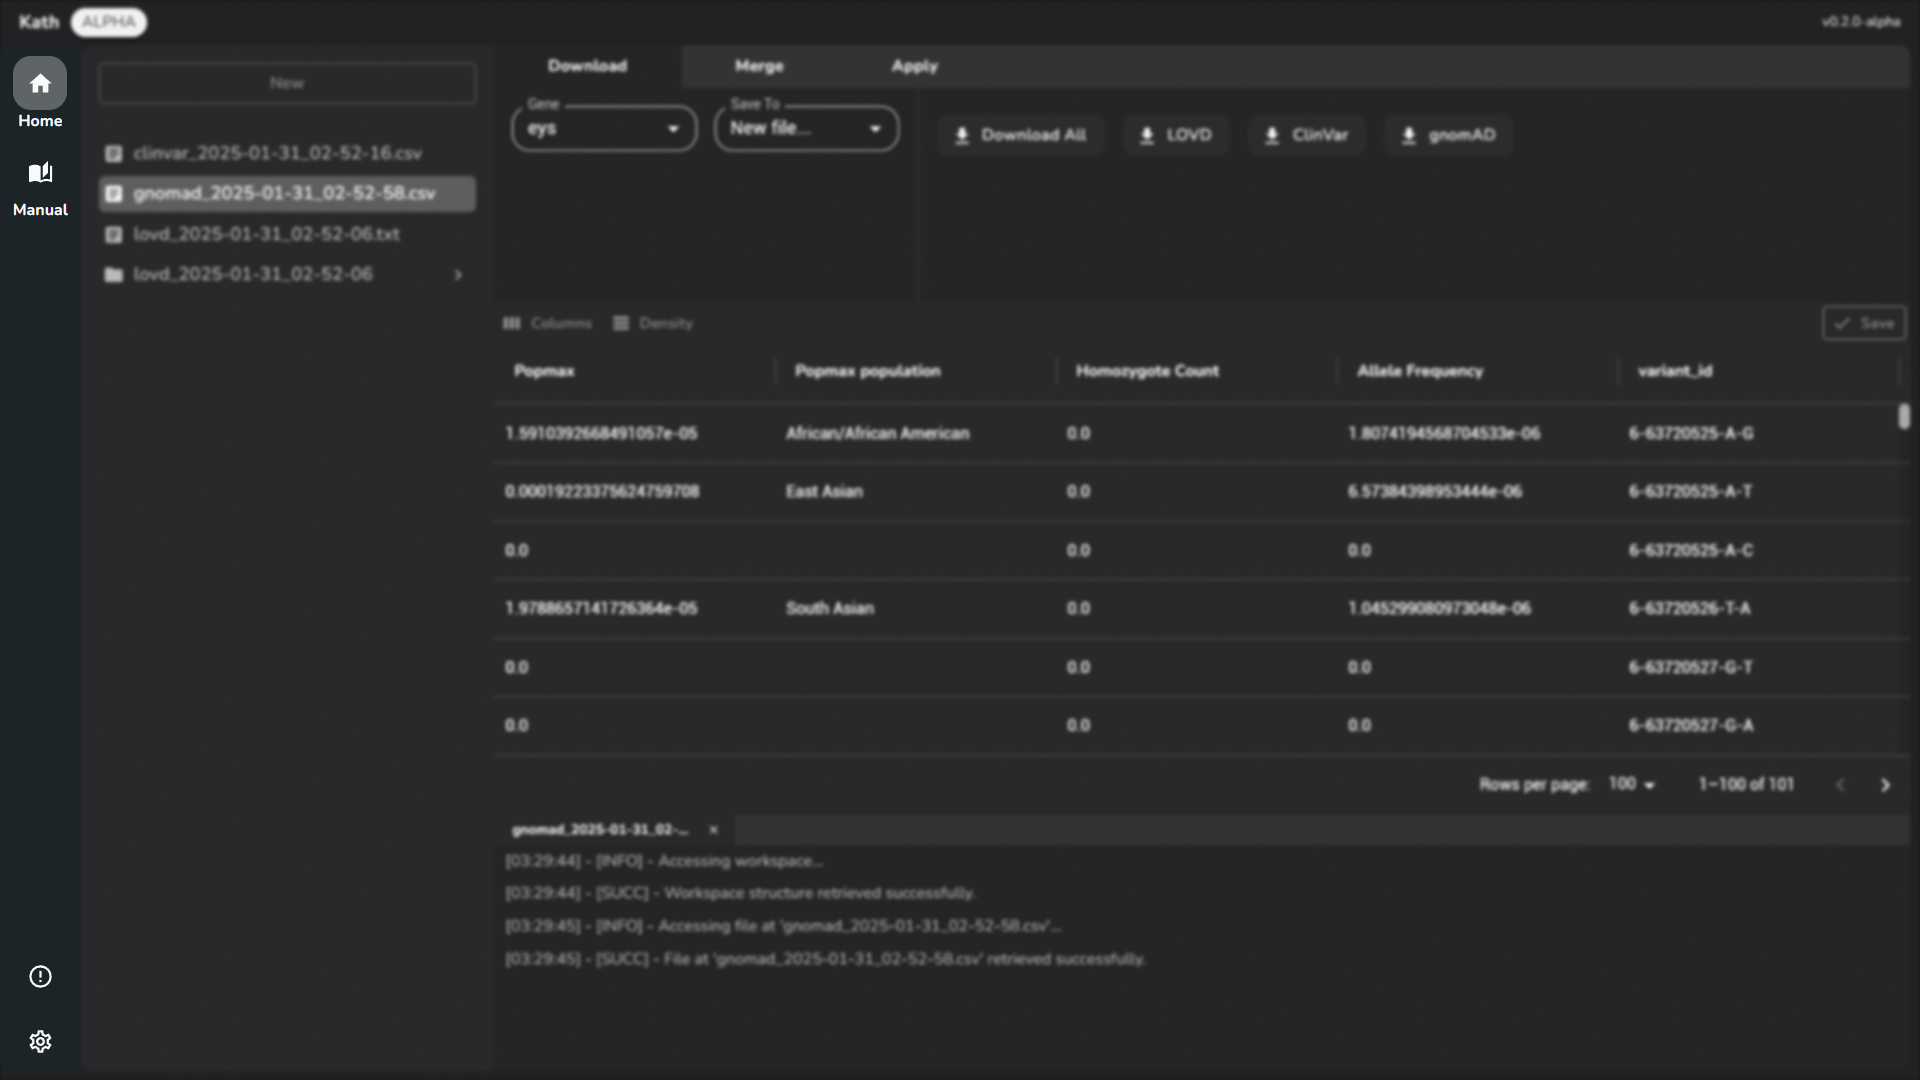 Kath ALPHA v0.2.0-alpha
Home
Manual
New
clinvar_2025-01-31_02-52-16.csv
gnomad_2025-01-31_02-52-58.csv
lovd_2025-01-31_02-52-06.txt
lovd_2025-01-31_02-52-06
Download Merge Apply
Gene
eys
Save To
New file...
Download All LOVD ClinVar gnomAD
Columns Density Save
Popmax Popmax population Homozygote Count Allele Frequency variant_id
1.5910392668491057e-05 African/African American 0.0 1.8074194568704533e-06 6-63720525-A-G
0.00019223375624759708 East Asian 0.0 6.57384398953444e-06 6-63720525-A-T
0.0 0.0 0.0 6-63720525-A-C
1.9788657141726364e-05 South Asian 0.0 1.045299080973048e-06 6-63720526-T-A
0.0 0.0 0.0 6-63720527-G-T
0.0 0.0 0.0 6-63720527-G-A
Rows per page: 100 1–100 of 101
gnomad_2025-01-31_02-...
[03:29:44] - [INFO] - Accessing workspace...
[03:29:44] - [SUCC] - Workspace structure retrieved successfully.
[03:29:45] - [INFO] - Accessing file at 'gnomad_2025-01-31_02-52-58.csv'...
[03:29:45] - [SUCC] - File at 'gnomad_2025-01-31_02-52-58.csv' retrieved successfully.